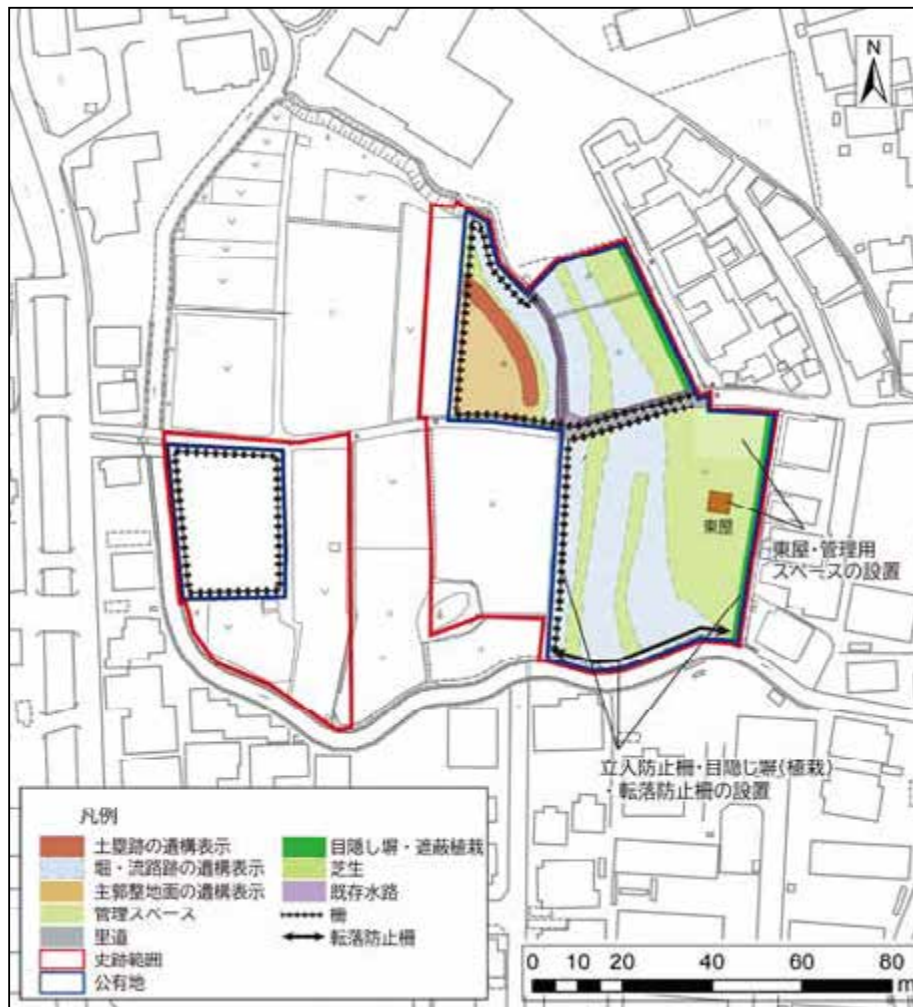 N
東屋
東屋・管理用
スペースの設置
立入防止柵・目隠し塀(植栽)
・転落防止柵の設置
凡例
土塁跡の遺構表示
堀・流路跡の遺構表示
主郭整地面の遺構表示
管理スペース
里道
史跡範囲
公有地
目隠し塀・遮蔽植栽
芝生
既存水路
柵
転落防止柵
0 10 20 40 60 80
m